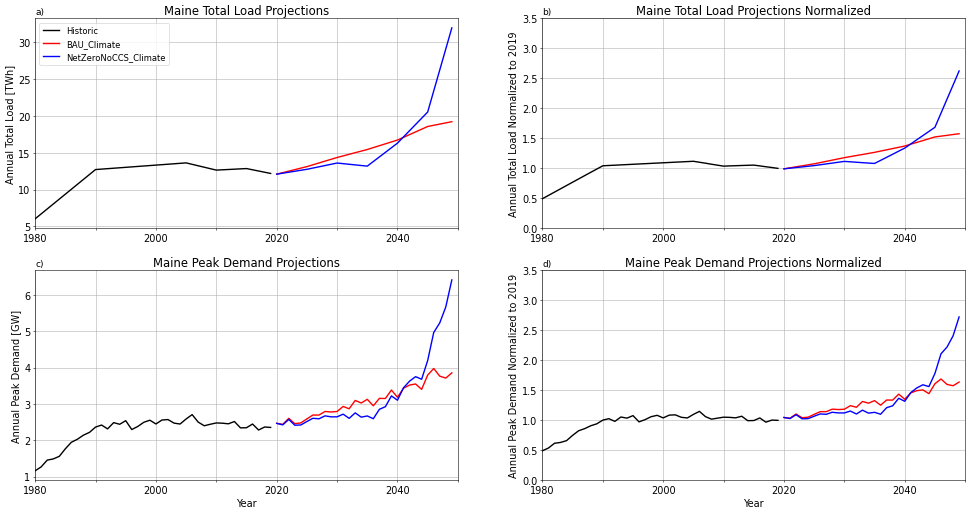 a)
Maine Total Load Projections
Annual Total Load [TWh]
30
25
20
15
10
5
Historic
BAU_Climate
NetZeroNoCCS_Climate
1980
2000
2020
2040
b)
Maine Total Load Projections Normalized
Annual Total Load Normalized to 2019
3.5
3.0
2.5
2.0
1.5
1.0
0.5
0.0
1980
2000
2020
2040
c)
Maine Peak Demand Projections
Annual Peak Demand [GW]
6
5
4
3
2
1
1980
2000
2020
2040
Year
d)
Maine Peak Demand Projections Normalized
Annual Peak Demand Normalized to 2019
3.5
3.0
2.5
2.0
1.5
1.0
0.5
0.0
1980
2000
2020
2040
Year